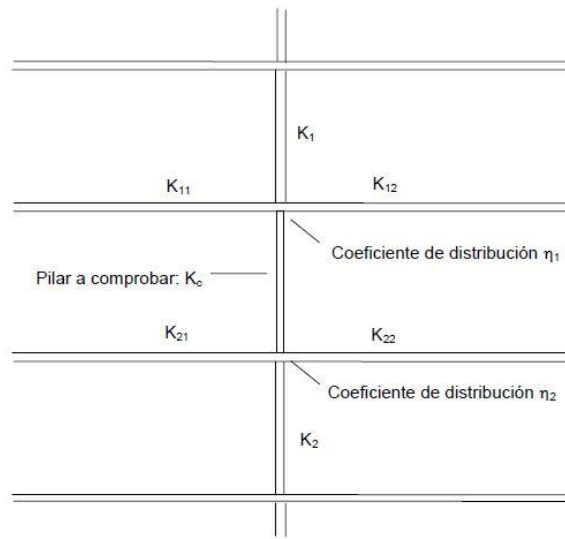 K₁
K₁₁
K₁₂
Coeficiente de distribución η₁
Pilar a comprobar: K꜀
K₂₁
K₂₂
Coeficiente de distribución η₂
K₂